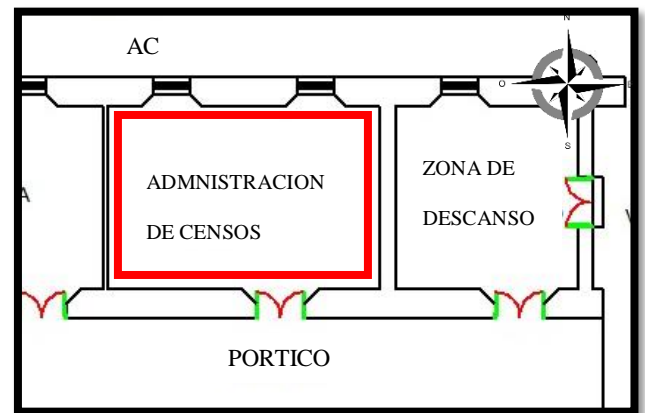 AC
N
O
E
S
ADMNISTRACION
DE CENSOS
ZONA DE
DESCANSO
A
V
PORTICO